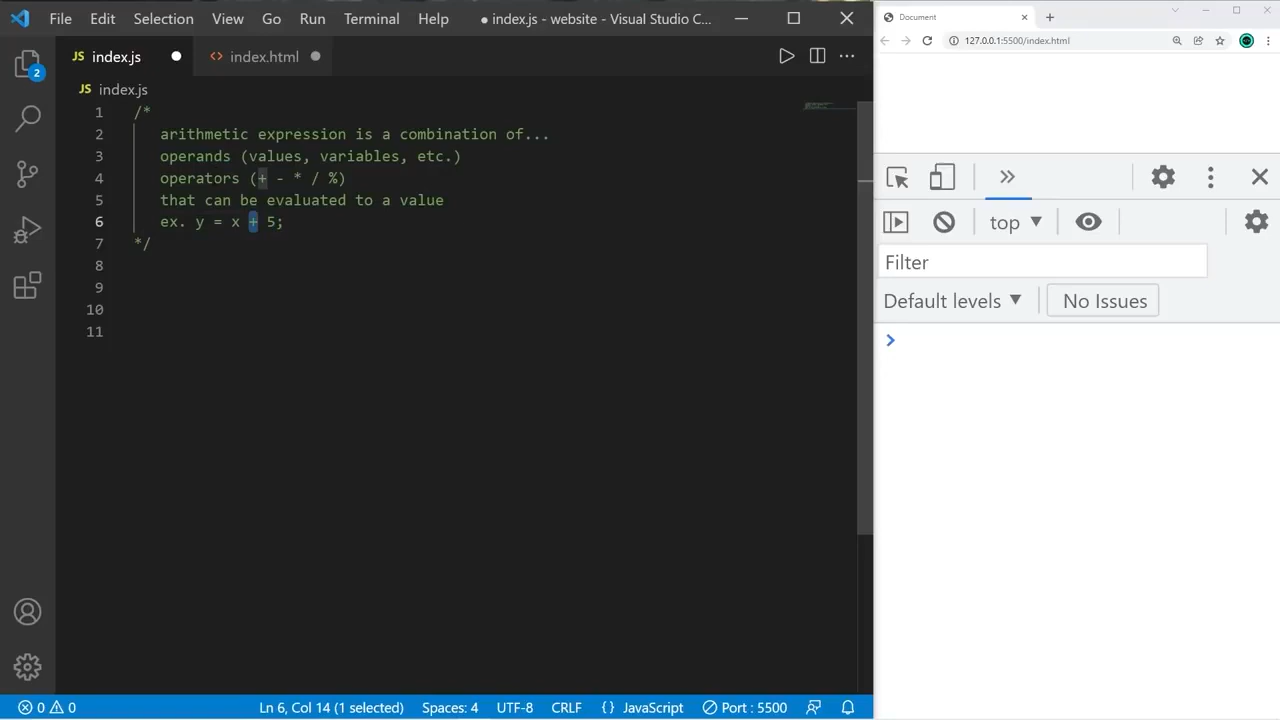 File Edit Selection View Go Run Terminal Help ● index.js - website - Visual Studio C...
JS index.js ● <> index.html ●
2
JS index.js
1 /*
2 arithmetic expression is a combination of...
3 operands (values, variables, etc.)
4 operators (+ - * / %)
5 that can be evaluated to a value
6 ex. y = x + 5;
7 */
8
9
10
11
0 0 Ln 6, Col 14 (1 selected) Spaces: 4 UTF-8 CRLF {} JavaScript Port : 5500
Document
127.0.0.1:5500/index.html
top ▼
Filter
Default levels ▼ No Issues